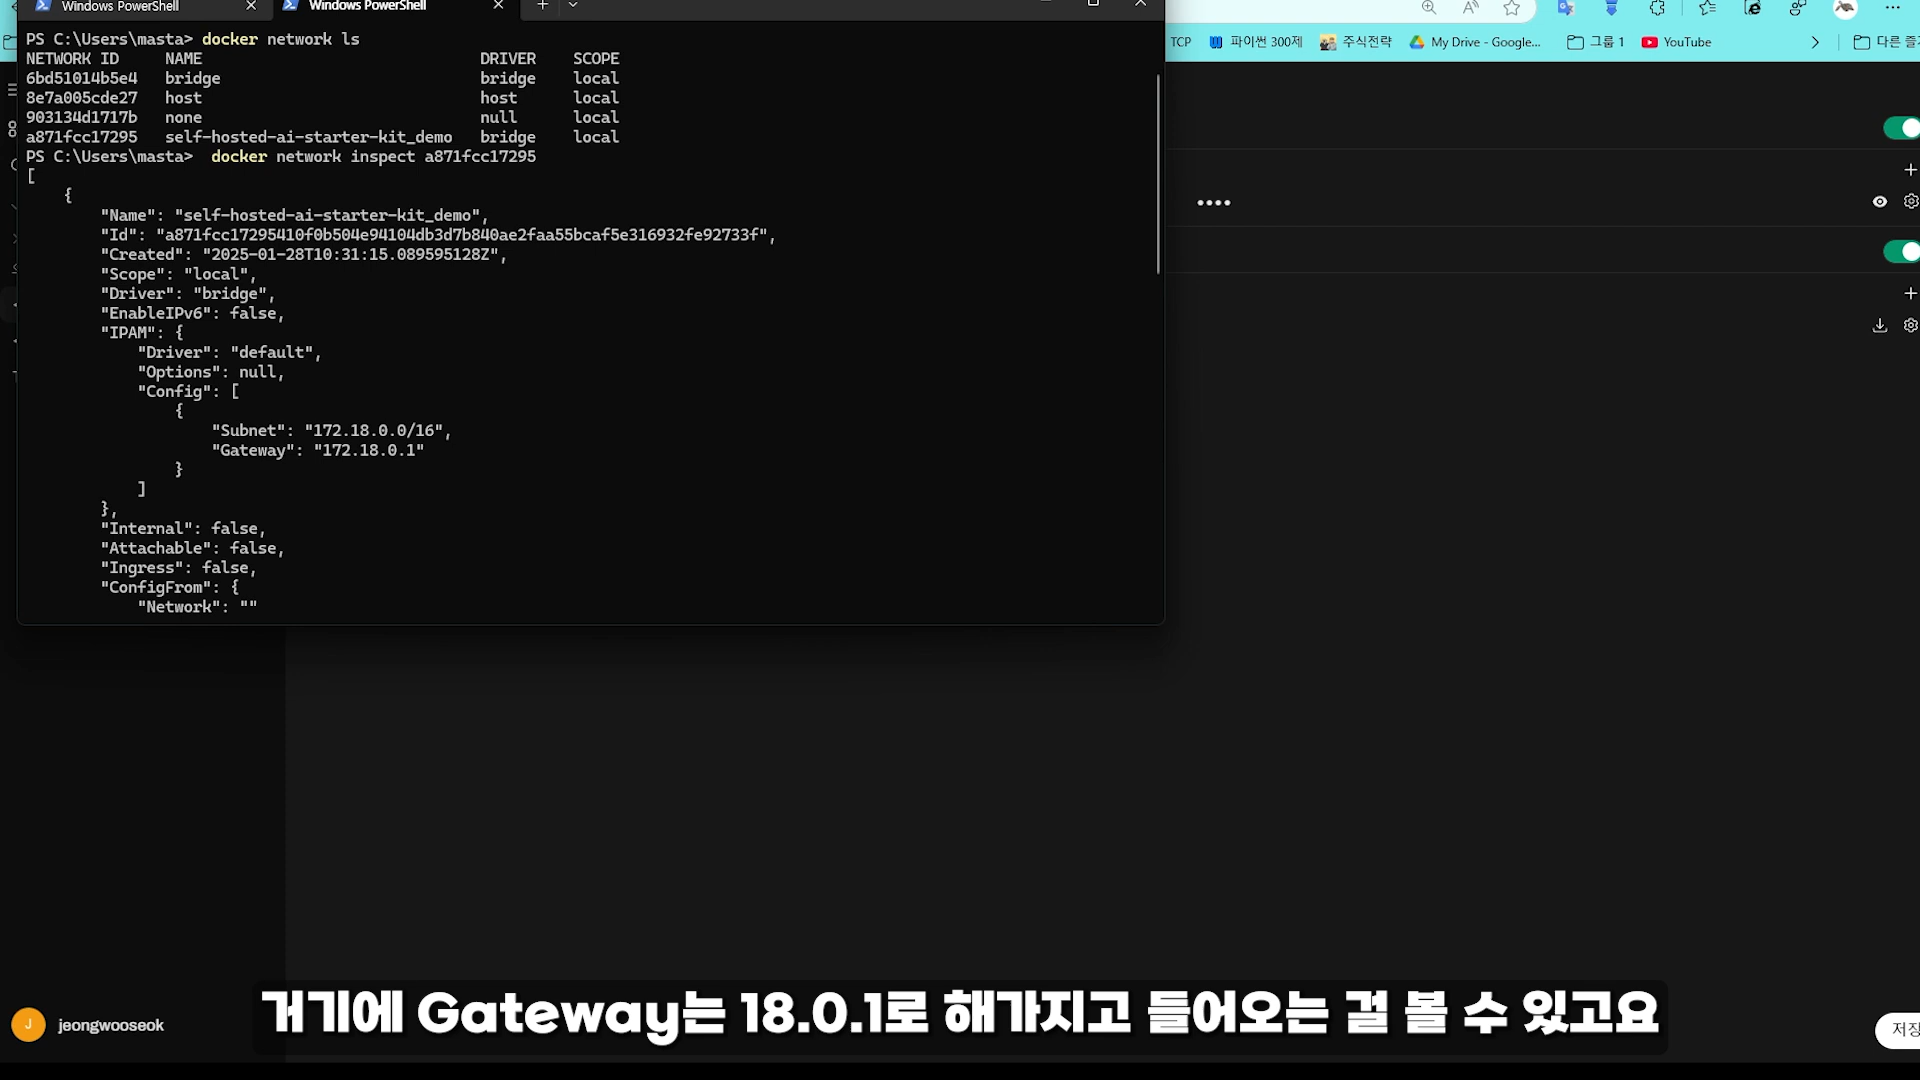 Windows PowerShell
Windows PowerShell
PS C:\Users\masta> docker network ls
NETWORK ID NAME DRIVER SCOPE
6bd51014b5e4 bridge bridge local
8e7a005cde27 host host local
903134d1717b none null local
a871fcc17295 self-hosted-ai-starter-kit_demo bridge local
PS C:\Users\masta> docker network inspect a871fcc17295
[
{
"Name": "self-hosted-ai-starter-kit_demo",
"Id": "a871fcc17295410f0b504e94104db3d7b840ae2faa55bcaf5e316932fe92733f",
"Created": "2025-01-28T10:31:15.089595128Z",
"Scope": "local",
"Driver": "bridge",
"EnableIPv6": false,
"IPAM": {
"Driver": "default",
"Options": null,
"Config": [
{
"Subnet": "172.18.0.0/16",
"Gateway": "172.18.0.1"
}
]
},
"Internal": false,
"Attachable": false,
"Ingress": false,
"ConfigFrom": {
"Network": ""
TCP 파이썬 300제 주식전략 My Drive - Google... 그룹 1 YouTube 다른
••••
J jeongwooseok
저장
거기에 Gateway는 18.0.1로 해가지고 들어오는 걸 볼 수 있고요